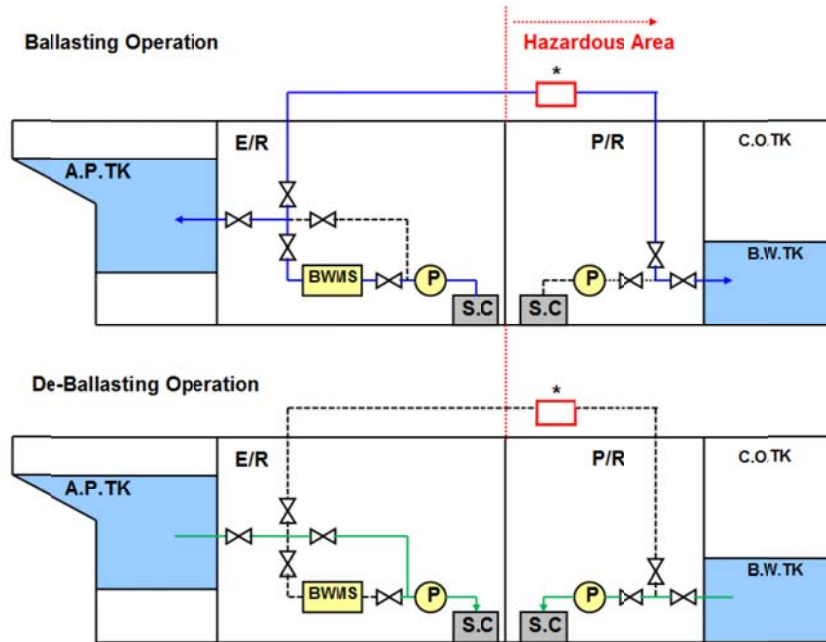 Ballasting Operation
Hazardous Area
*
E/R
P/R
C.O.TK
A.P.TK
B.W.TK
BWMS
P
P
S.C
S.C
De-Ballasting Operation
*
E/R
P/R
C.O.TK
A.P.TK
B.W.TK
BWMS
P
P
S.C
S.C